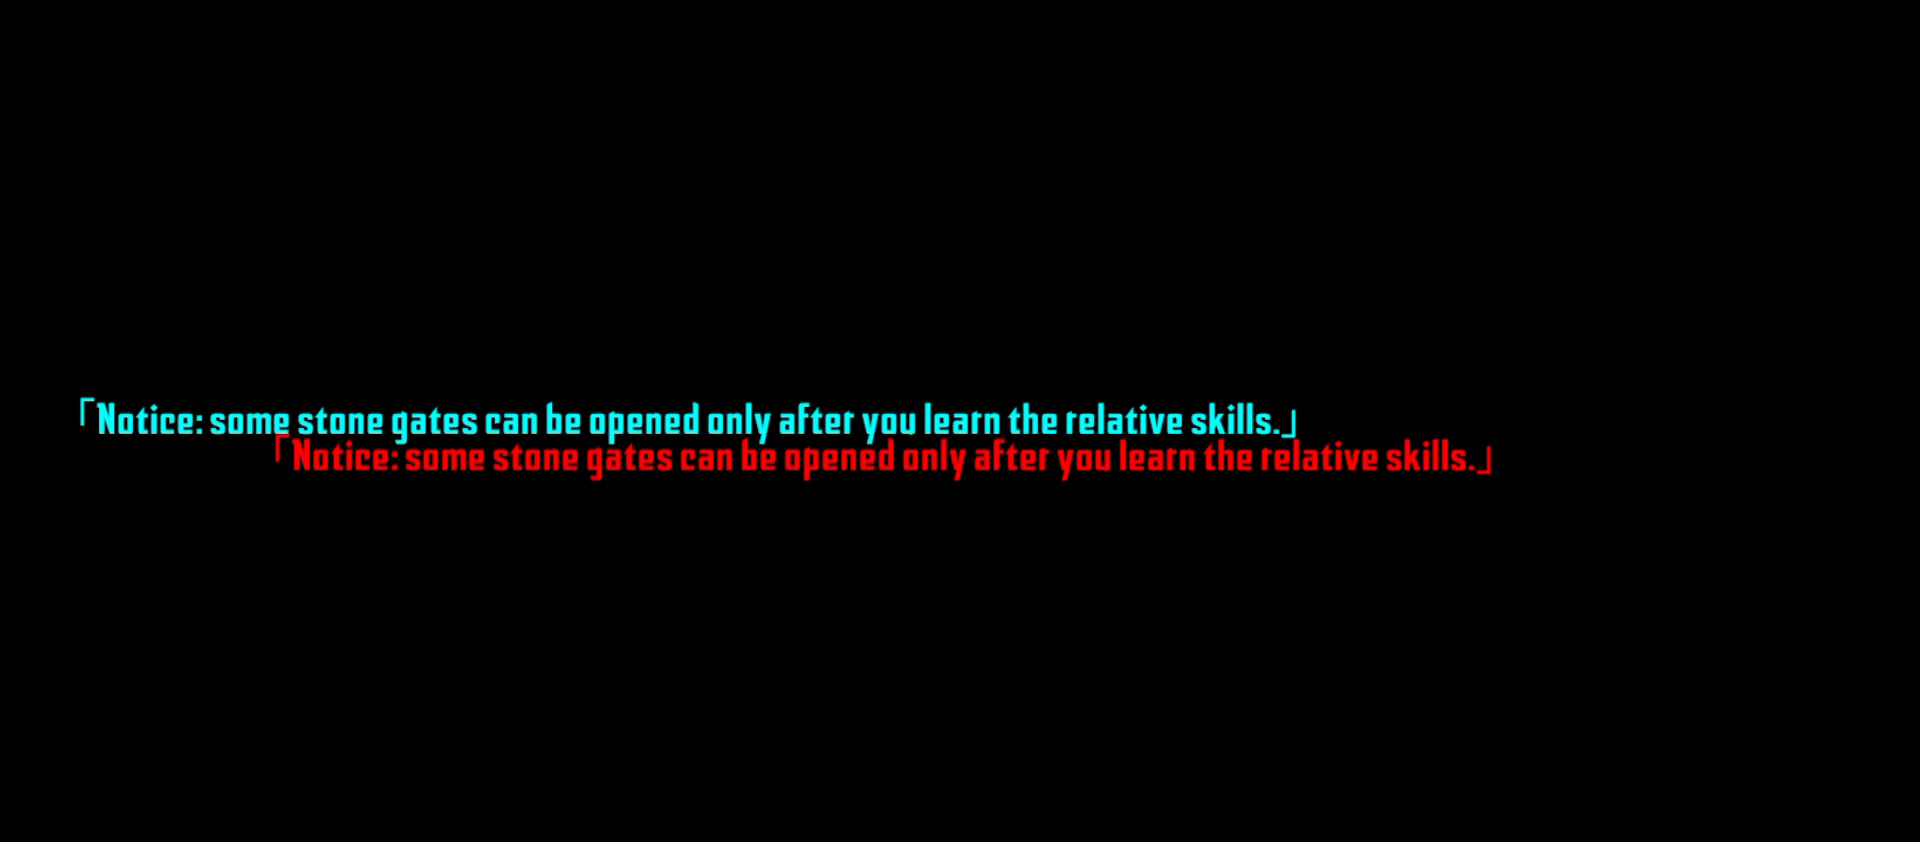 「Notice: some stone gates can be opened only after you learn the relative skills.」
「Notice: some stone gates can be opened only after you learn the relative skills.」